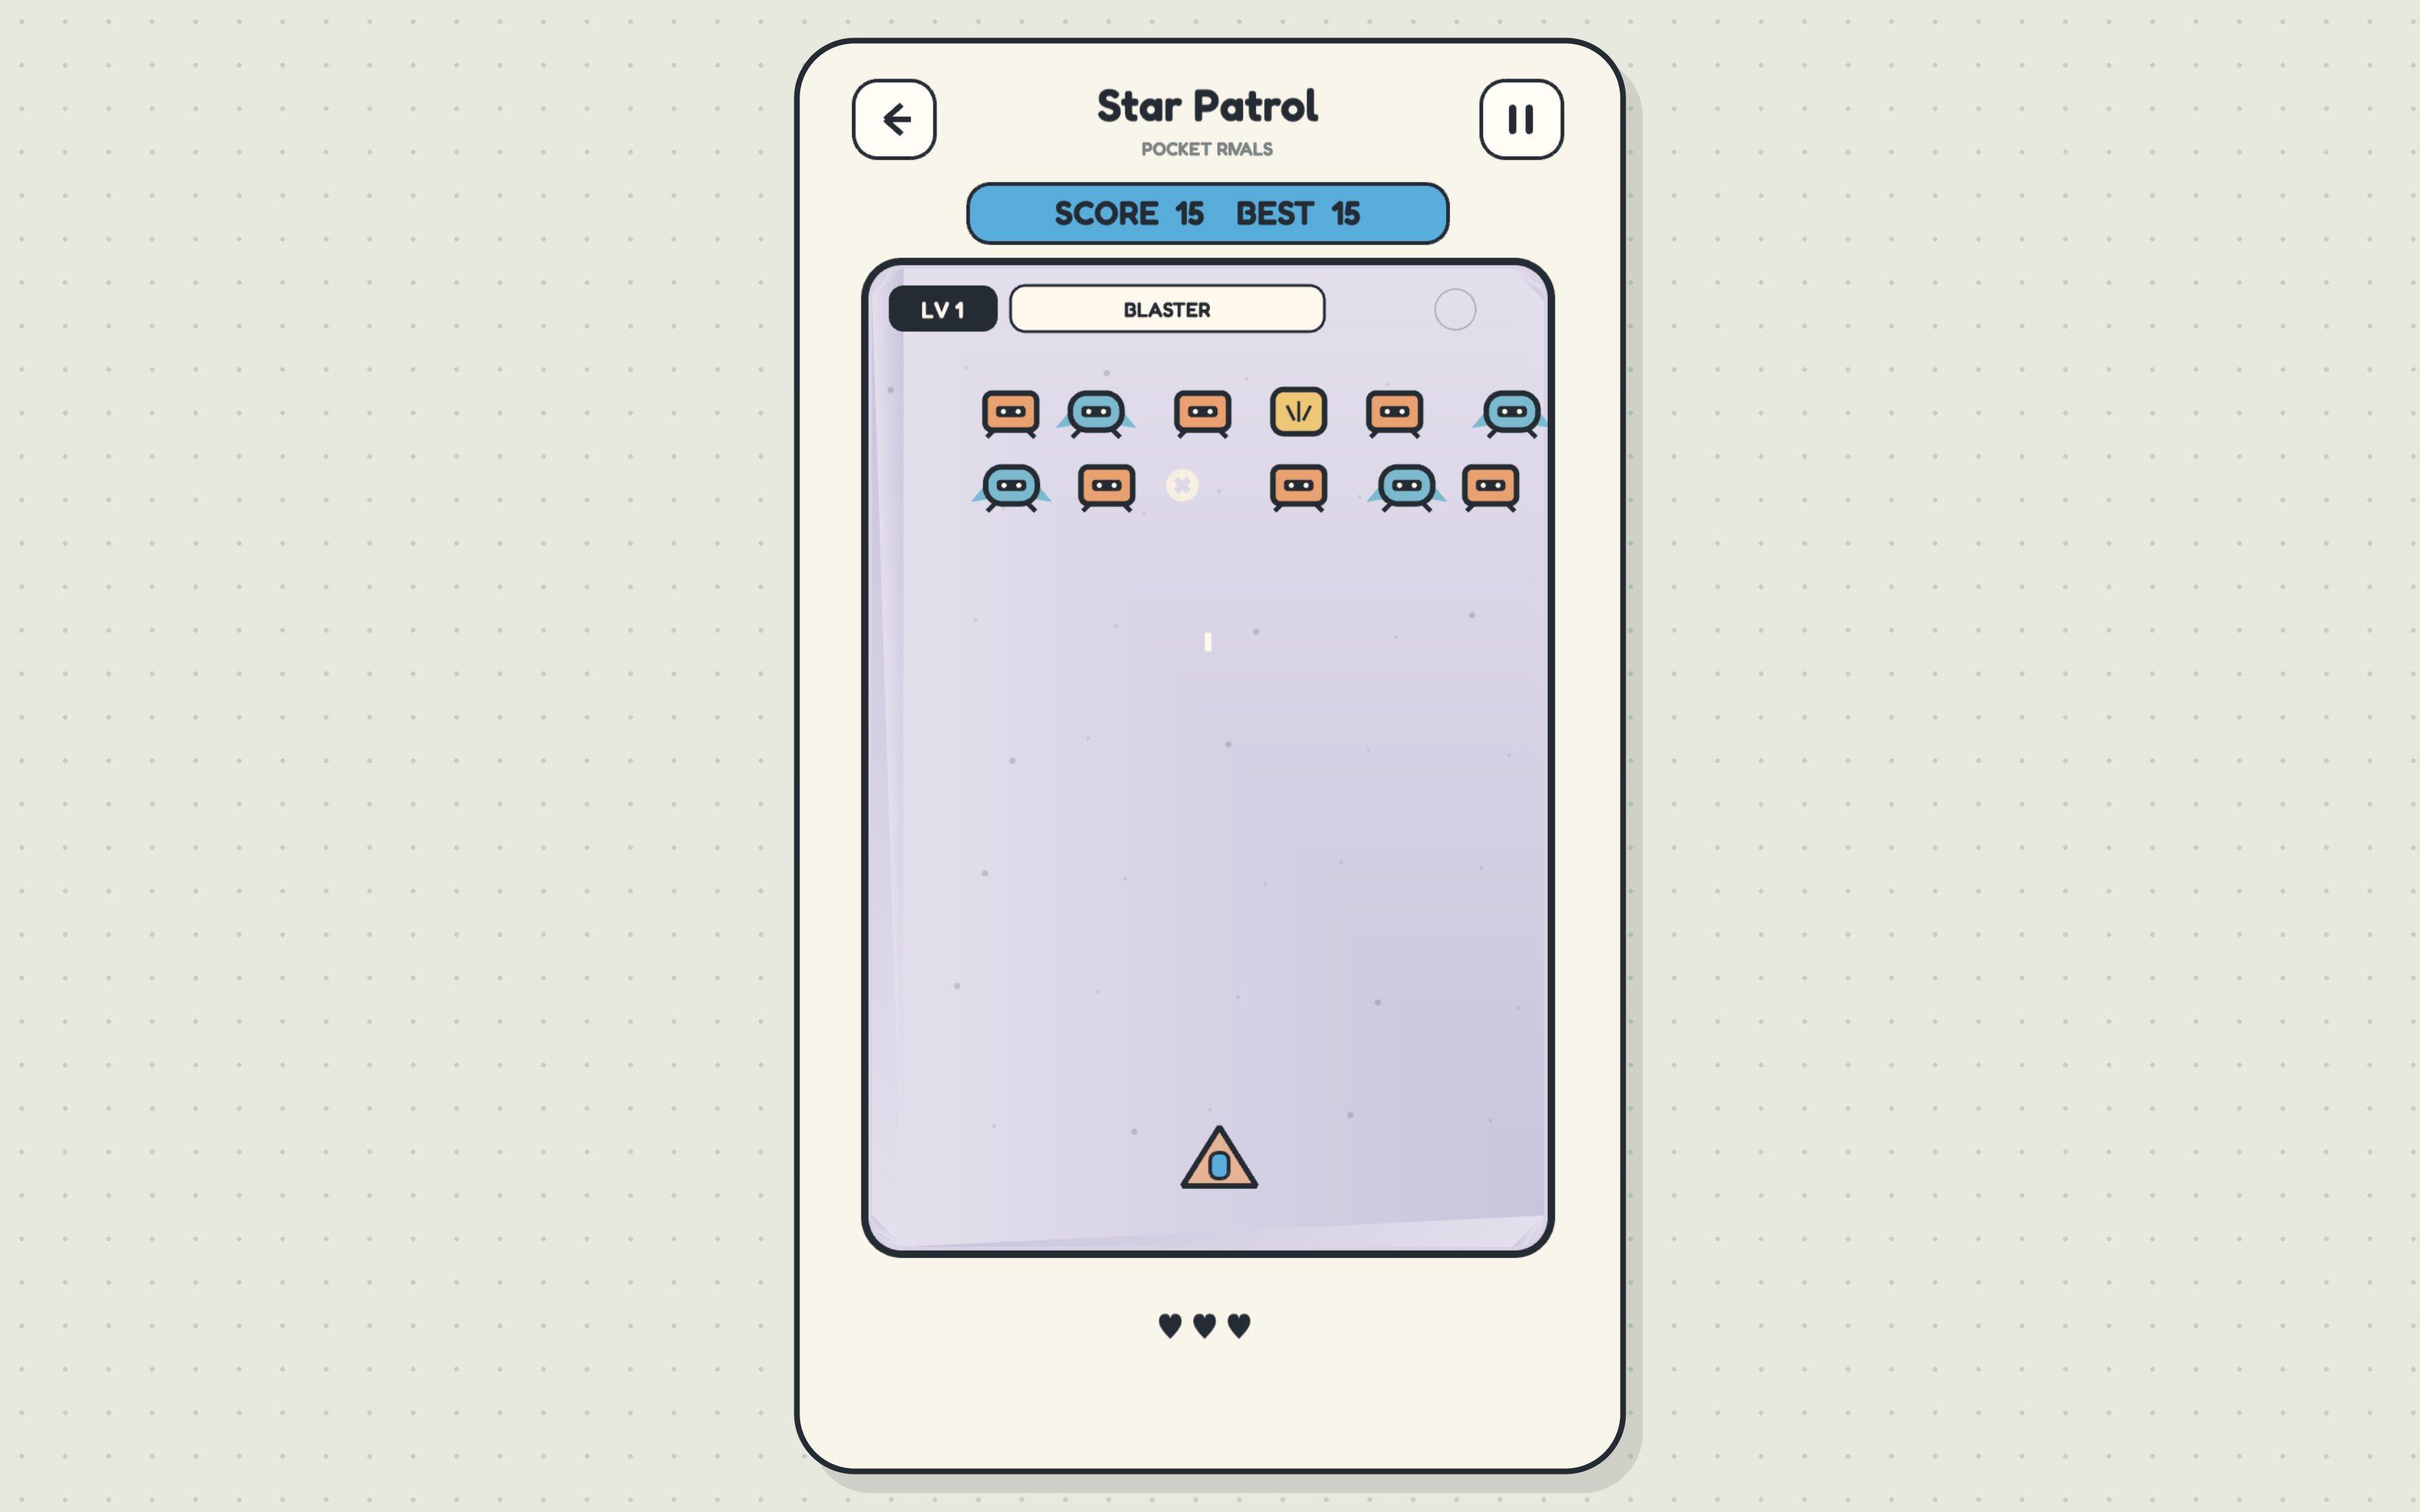 Star Patrol
POCKET RIVALS
SCORE 15 BEST 15
LV 1
BLASTER